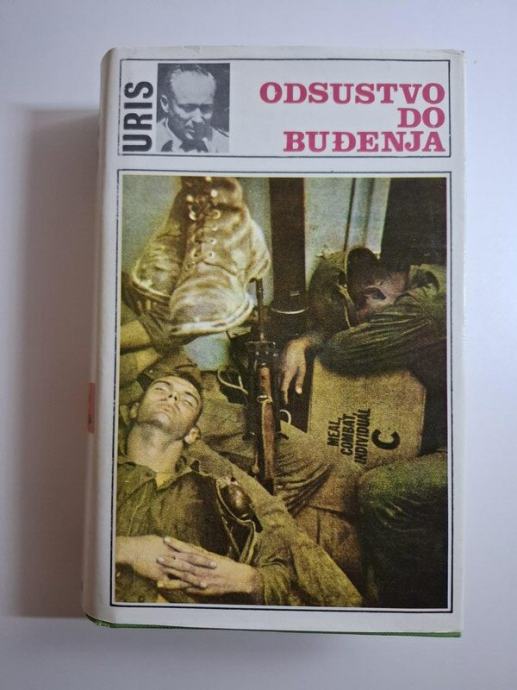 URIS
ODSUSTVO
DO
BUĐENJA
MEAL,
COMBAT,
INDIVIDUAL
C